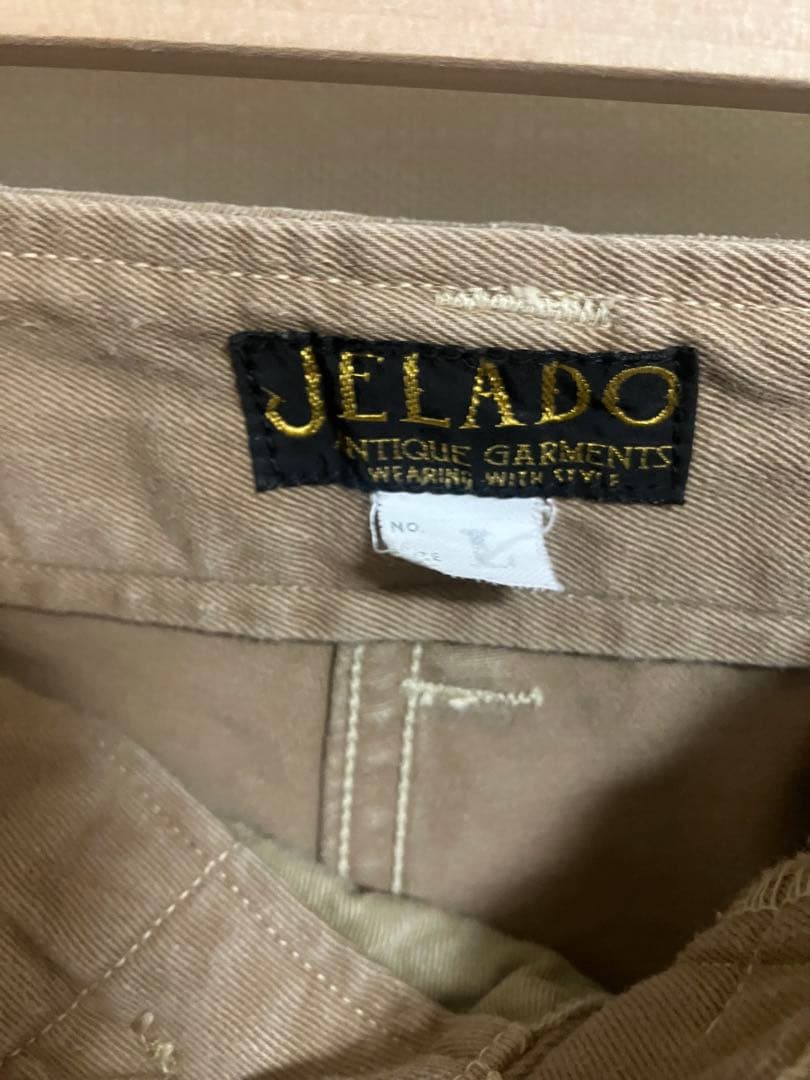 JELADO
ANTIQUE GARMENTS
WEARING WITH STYLE
NO.
SIZE L